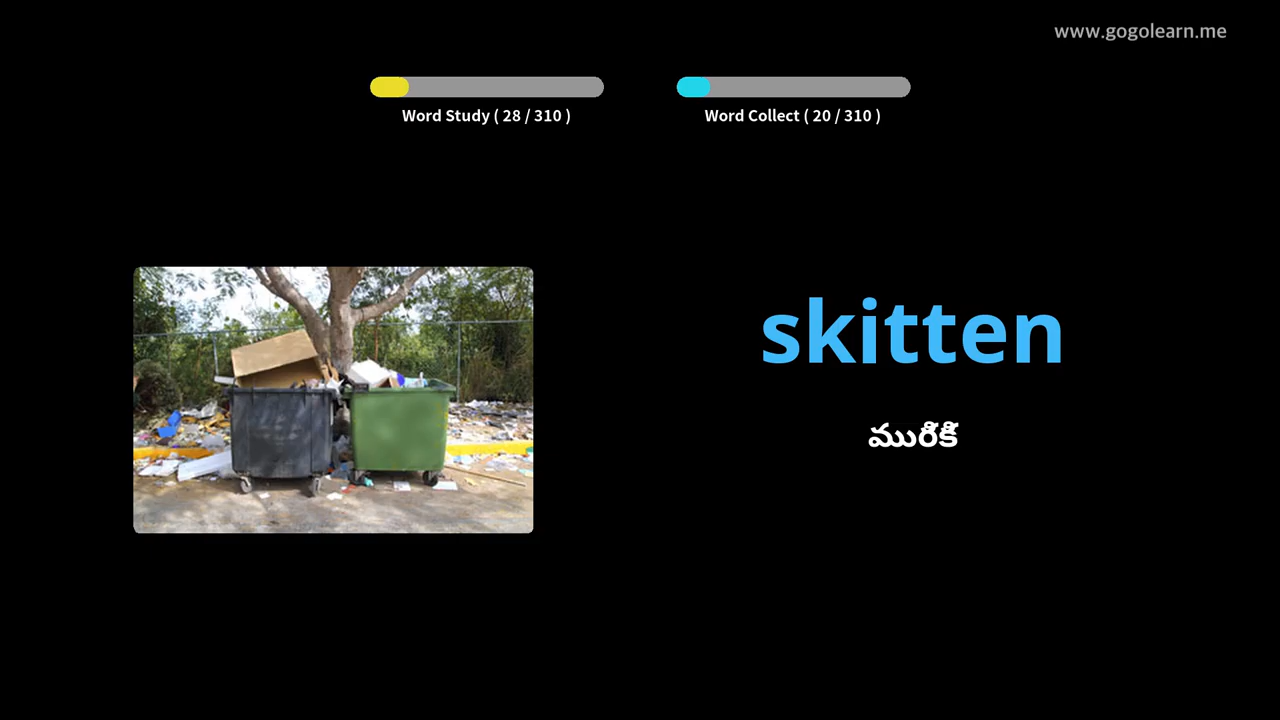 www.gogolearn.me
Word Study ( 28 / 310 )
Word Collect ( 20 / 310 )
skitten
మురికి